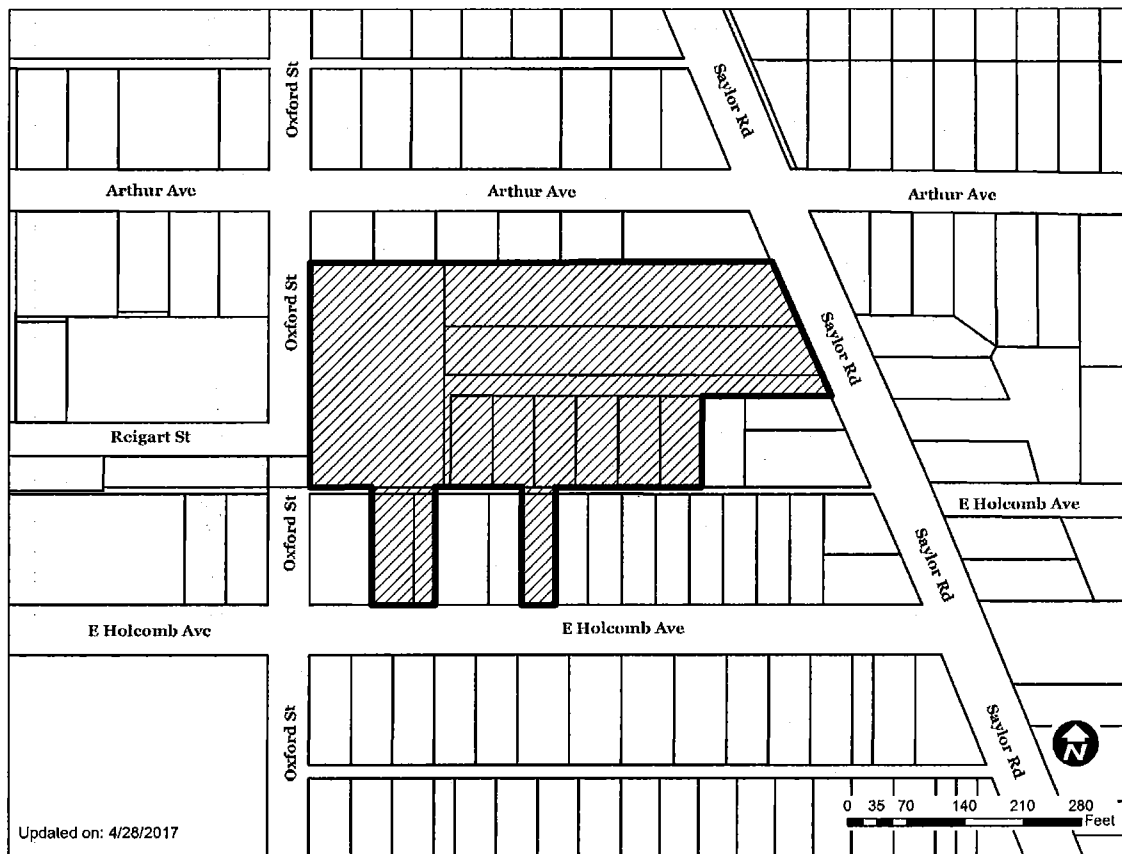 Saylor Rd
Oxford St
Arthur Ave
Arthur Ave
Arthur Ave
Oxford St
Saylor Rd
Reigart St
E Holcomb Ave
Oxford St
Saylor Rd
E Holcomb Ave
E Holcomb Ave
Oxford St
Saylor Rd
N
0 35 70 140 210 280
Feet
Updated on: 4/28/2017